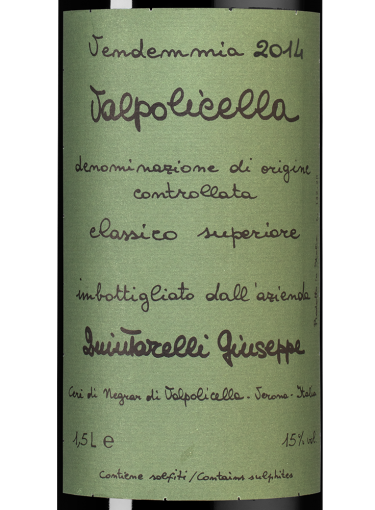 Vendemmia 2014
Valpolicella
denominazione di origine
controllata
classico superiore
imbottigliato dall'azienda
Quintarelli Giuseppe
Cerè di Negrar di Valpolicella - Verona - Italia
1,5 L e 15% vol
Contiene solfiti / Contains sulphites